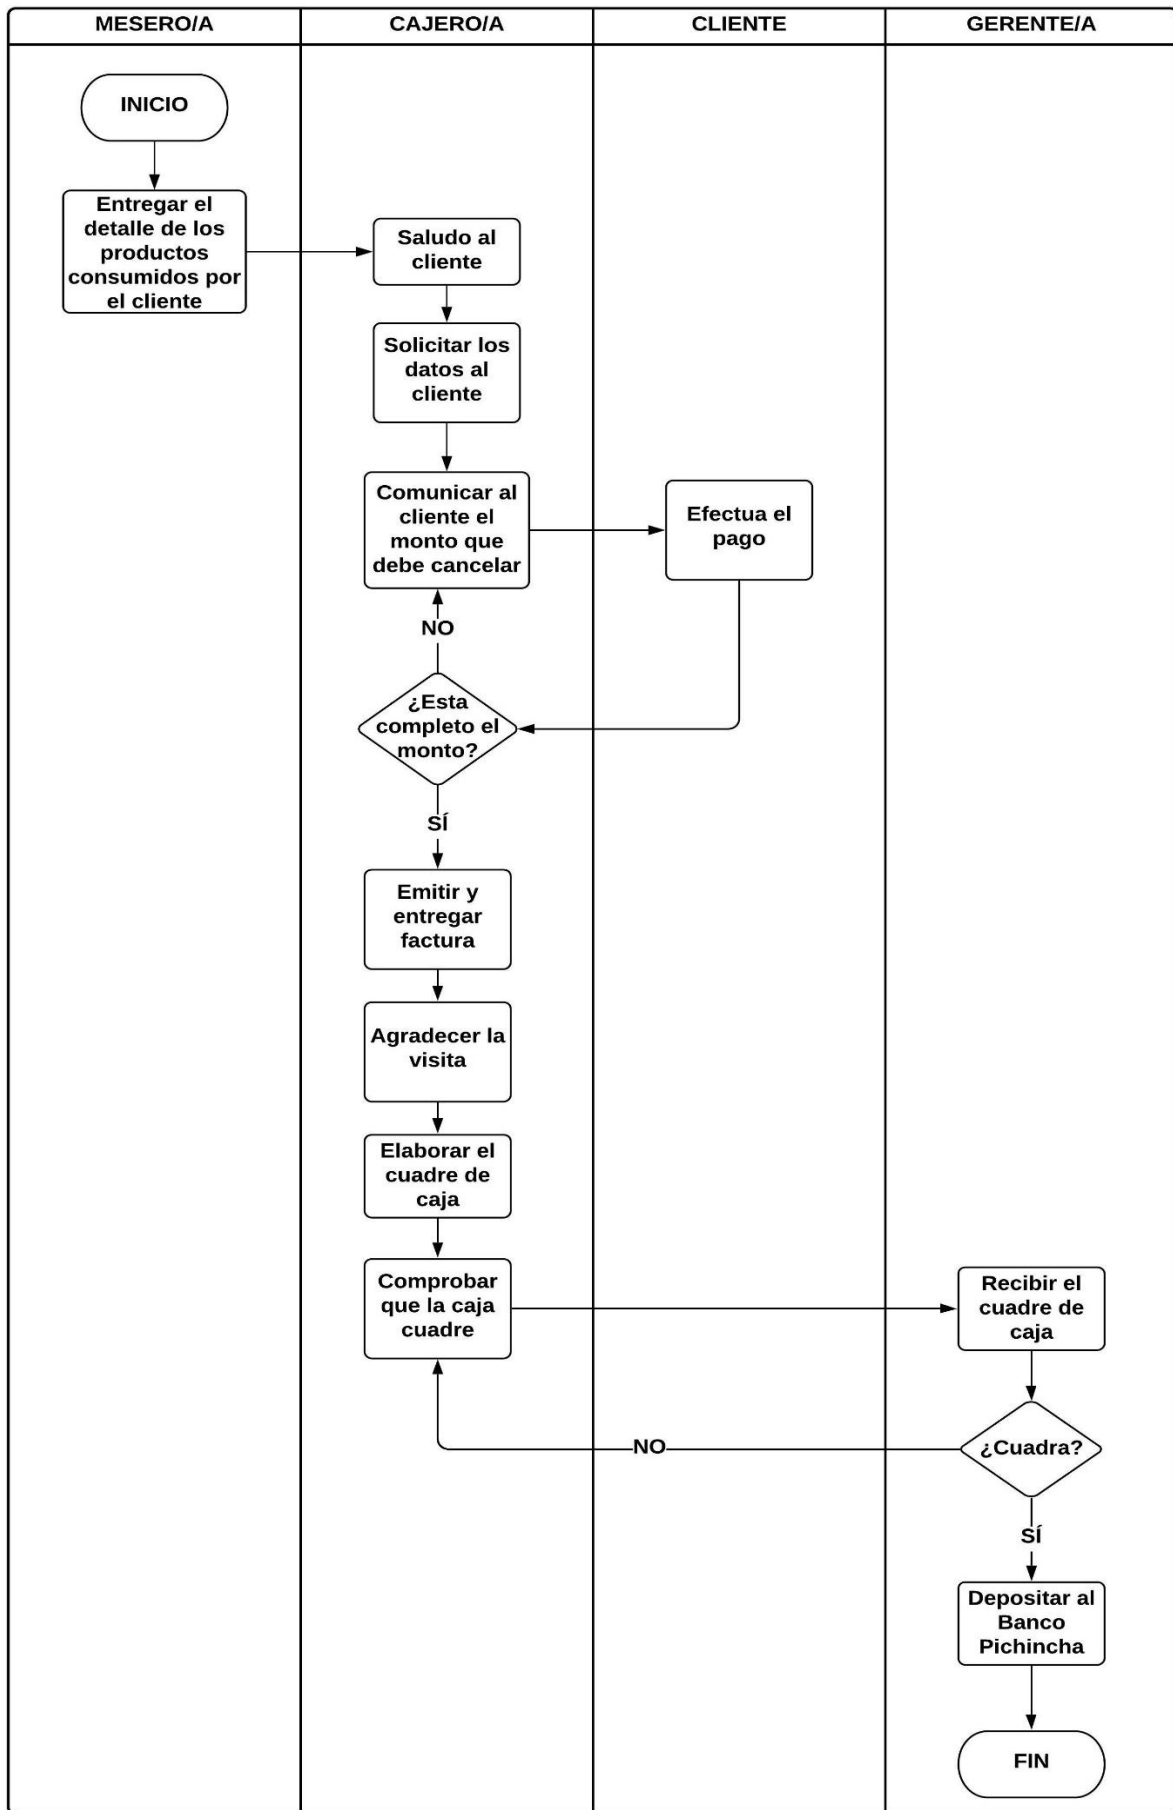 MESERO/A
CAJERO/A
CLIENTE
GERENTE/A
INICIO
Entregar el
detalle de los
productos
consumidos por
el cliente
Saludo al
cliente
Solicitar los
datos al
cliente
Comunicar al
cliente el
monto que
debe cancelar
Efectua el
pago
NO
¿Esta
completo el
monto?
SÍ
Emitir y
entregar
factura
Agradecer la
visita
Elaborar el
cuadre de
caja
Comprobar
que la caja
cuadre
Recibir el
cuadre de
caja
¿Cuadra?
NO
SÍ
Depositar al
Banco
Pichincha
FIN